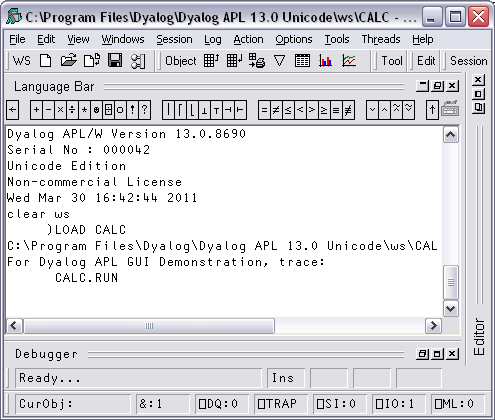 C:\Program Files\Dyalog\Dyalog APL 13.0 Unicode\ws\CALC - ...
File Edit View Windows Session Log Action Options Tools Threads Help
WS Object Tool Edit Session
Language Bar
← + - × ÷ * ⍟ ⌹ ○ ! ? | ⌈ ⌊ ⊥ ⊤ ⊣ ⊢ = ≠ ≤ < > ≥ ≡ ≢ ∨ ∧ ⍲ ⍱ ↑
Dyalog APL/W Version 13.0.8690
Serial No : 000042
Unicode Edition
Non-commercial License
Wed Mar 30 16:42:44 2011
clear ws
)LOAD CALC
C:\Program Files\Dyalog\Dyalog APL 13.0 Unicode\ws\CAL
For Dyalog APL GUI Demonstration, trace:
CALC.RUN
Editor
Debugger
Ready... Ins
CurObj: &:1 ⎕DQ:0 ⎕TRAP ⎕SI:0 ⎕IO:1 ⎕ML:0